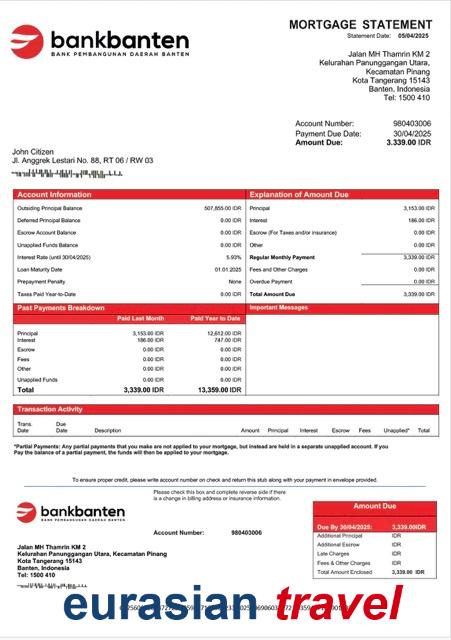 bankbanten
BANK PEMBANGUNAN DAERAH BANTEN
MORTGAGE STATEMENT
Statement Date: 05/04/2025
Jalan MH Thamrin KM 2
Kelurahan Panunggangan Utara,
Kecamatan Pinang
Kota Tangerang 15143
Banten, Indonesia
Tel: 1500 410
Account Number: 980403006
Payment Due Date: 30/04/2025
Amount Due: 3.339.00 IDR
John Citizen
Jl. Anggrek Lestari No. 88, RT 06 / RW 03
Account Information
Outsiding Principal Balance 507,855.00 IDR
Deferred Principal Balance 0.00 IDR
Escrow Account Balance 0.00 IDR
Unapplied Funds Balance 0.00 IDR
Interest Rate (until 30/04/2025) 5.93%
Loan Maturity Date 01.01.2025
Prepayment Penalty None
Taxes Paid Year-to-Date 0.00 IDR
Explanation of Amount Due
Principal 3,153.00 IDR
Interest 186.00 IDR
Escrow (For Taxes and/or insurance) 0.00 IDR
Other 0.00 IDR
Regular Monthly Payment 3,339.00 IDR
Fees and Other Charges 0.00 IDR
Overdue Payment 0.00 IDR
Total Amount Due 3,339.00 IDR
Past Payments Breakdown
Paid Last Month Paid Year to Date
Principal 3,153.00 IDR 12,612.00 IDR
Interest 186.00 IDR 747.00 IDR
Escrow 0.00 IDR 0.00 IDR
Fees 0.00 IDR 0.00 IDR
Other 0.00 IDR 0.00 IDR
Unapplied Funds 0.00 IDR 0.00 IDR
Total 3,339.00 IDR 13,359.00 IDR
Important Messages
Transaction Activity
Trans. Date Due Date Description Amount Principal Interest Escrow Fees Unapplied* Total
*Partial Payments: Any partial payments that you make are not applied to your mortgage, but instead are held in a separate unapplied account. If you
Pay the balance of a partial payment, the funds will then be applied to your mortgage.
To ensure proper credit, please write account number on check and return this stub along with your payment in envelope provided.
Please check this box and complete reverse side if there
is a change in billing address or insurance information.
bankbanten
BANK PEMBANGUNAN DAERAH BANTEN
Account Number: 980403006
Jalan MH Thamrin KM 2
Kelurahan Panunggangan Utara, Kecamatan Pinang
Kota Tangerang 15143
Banten, Indonesia
Tel: 1500 410
Amount Due
Due By 30/04/2025: 3,339.00IDR
Additional Principal IDR
Additional Escrow IDR
Late Charges IDR
Fees & Other Charges IDR
Total Amount Enclosed 3,339.00 IDR
eurasian travel